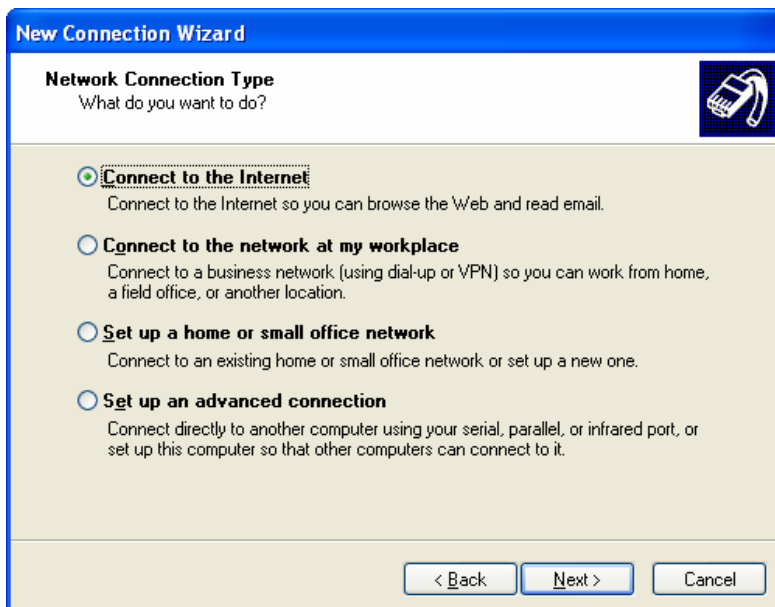 New Connection Wizard
Network Connection Type
What do you want to do?
Connect to the Internet
Connect to the Internet so you can browse the Web and read email.
Connect to the network at my workplace
Connect to a business network (using dial-up or VPN) so you can work from home,
a field office, or another location.
Set up a home or small office network
Connect to an existing home or small office network or set up a new one.
Set up an advanced connection
Connect directly to another computer using your serial, parallel, or infrared port, or
set up this computer so that other computers can connect to it.
< Back Next > Cancel